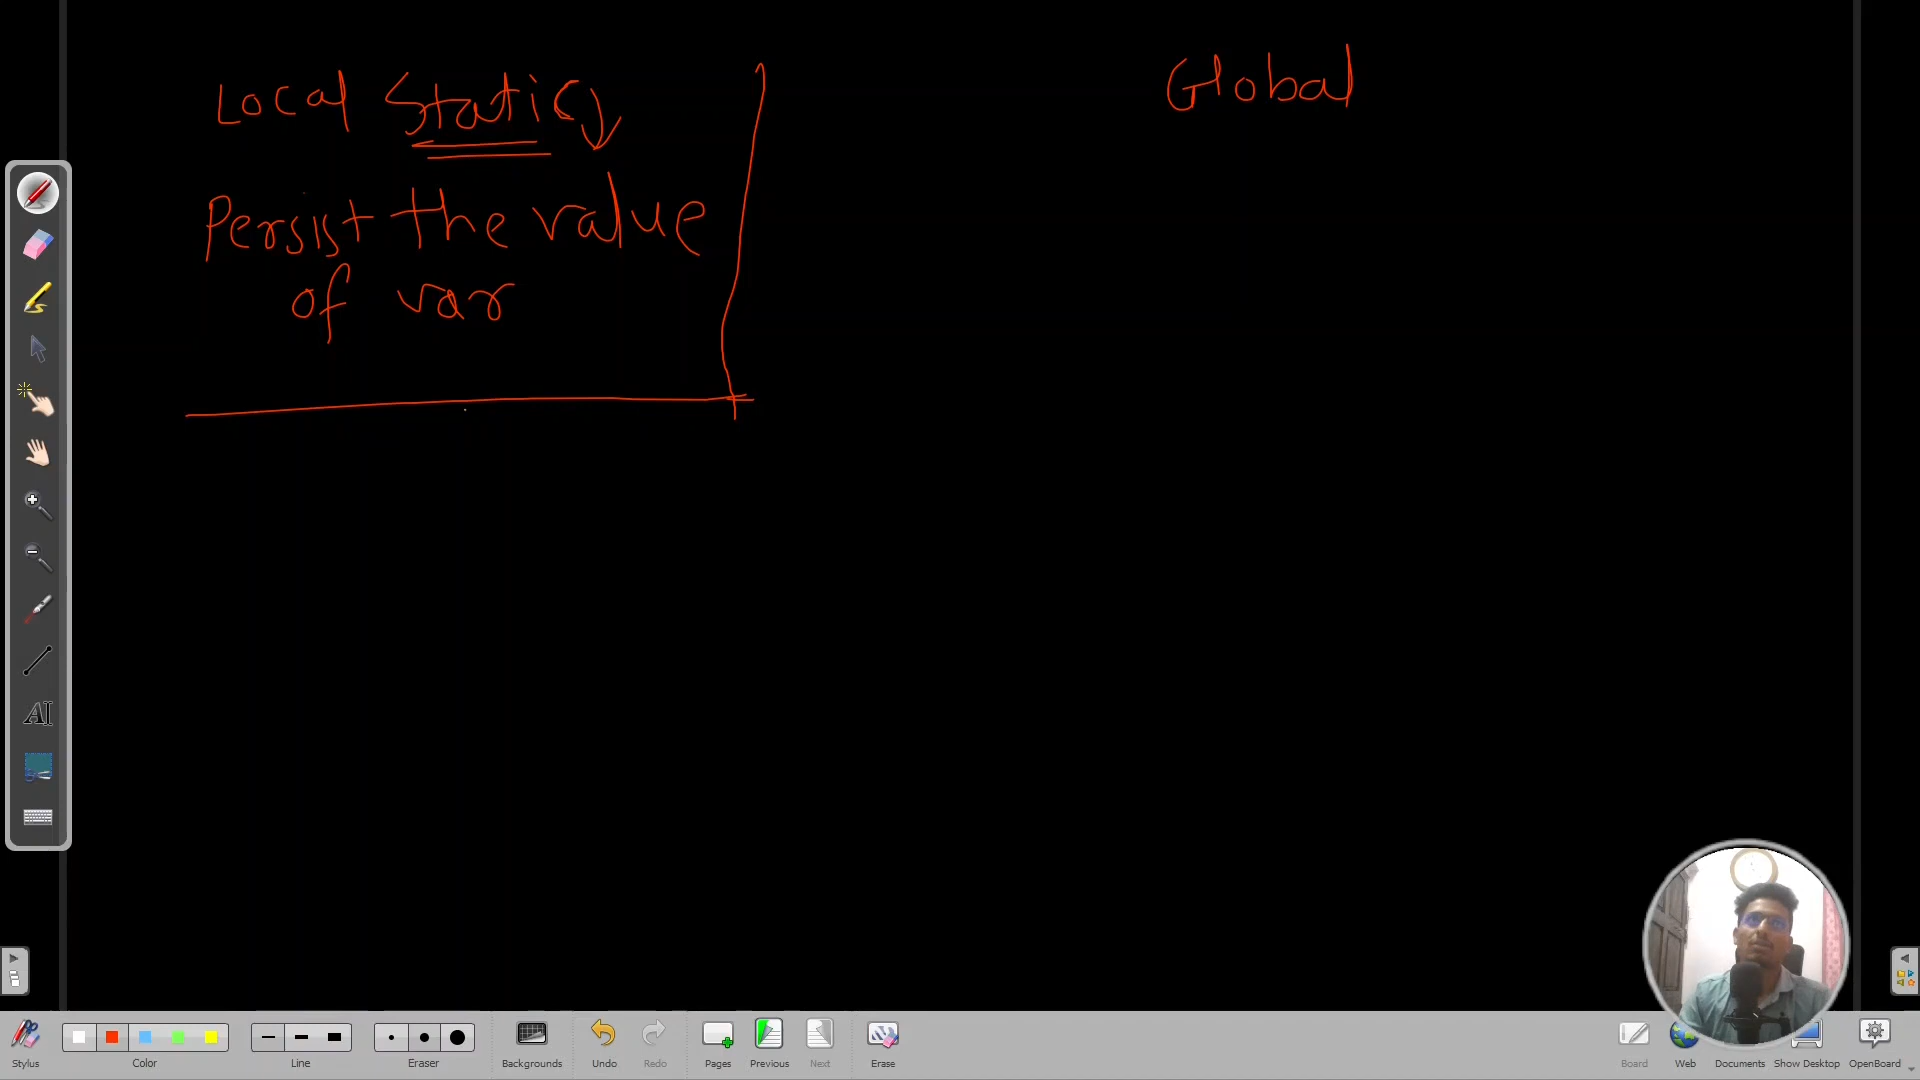 Local Static
Global
Persist the value
of var
AI
Stylus
Color
Line
Eraser
Backgrounds
Undo
Redo
Pages
Previous
Next
Erase
Board
Web
Documents
Show Desktop
OpenBoard